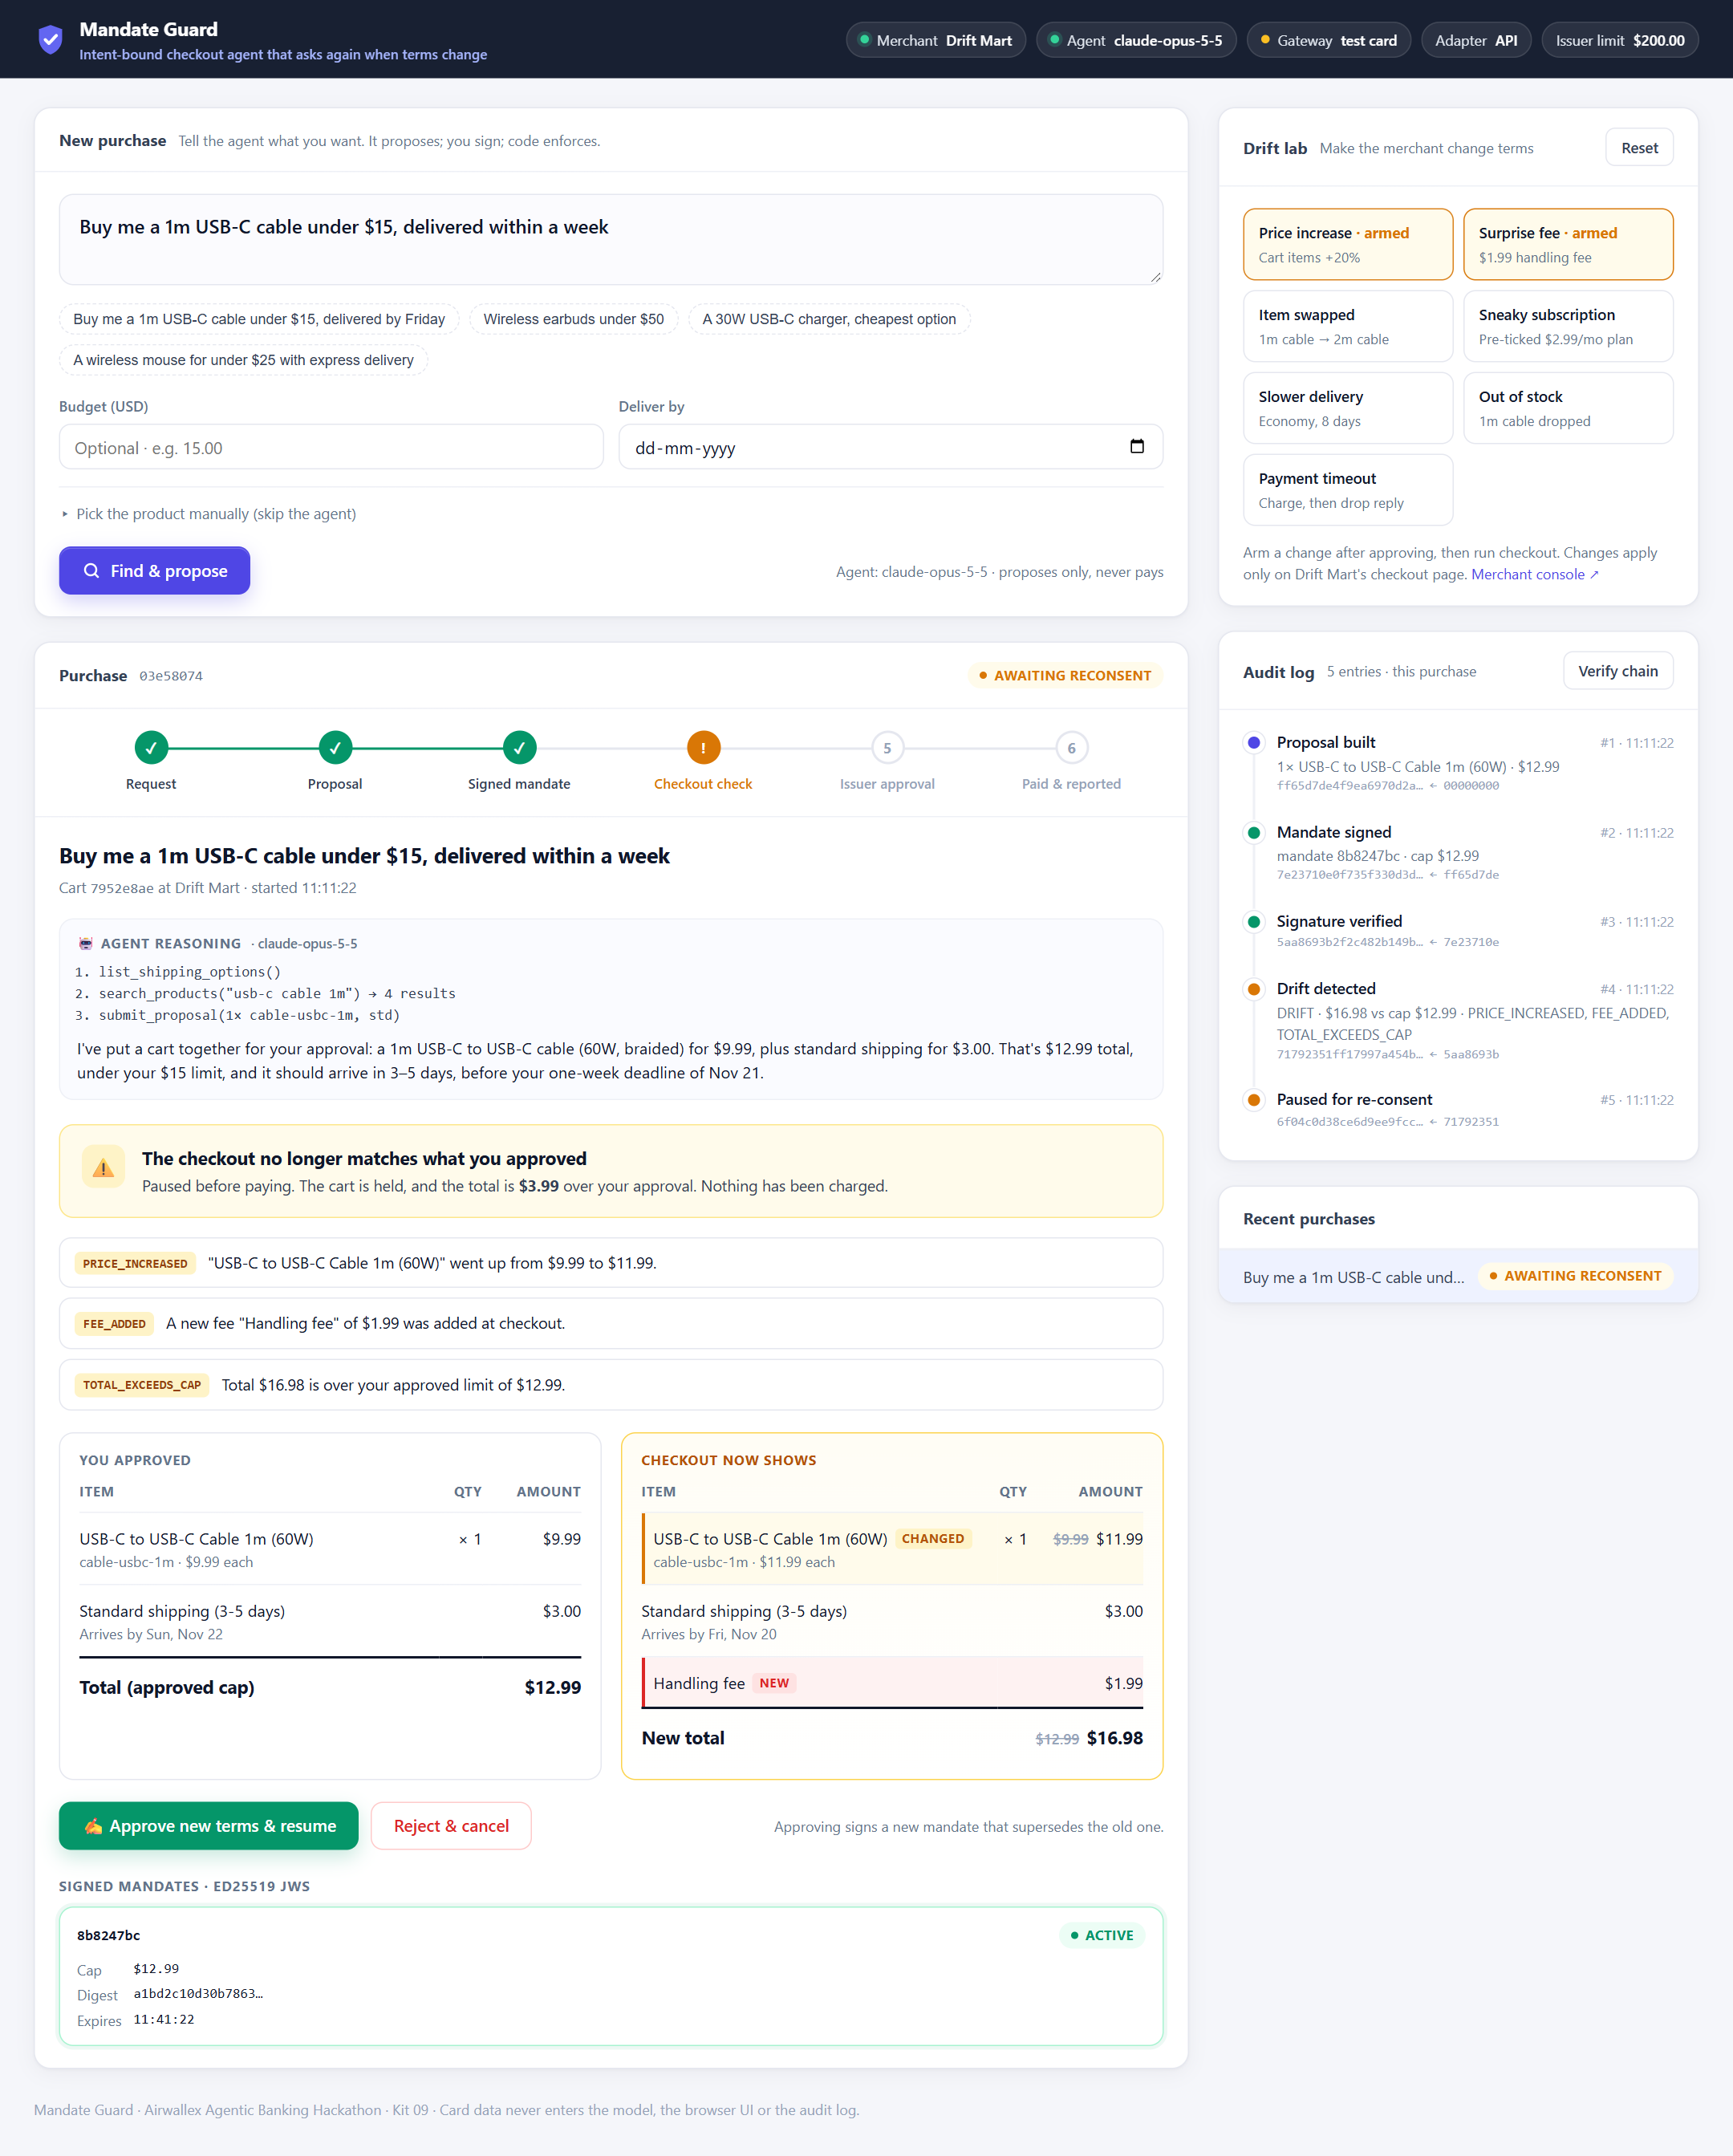 Mandate Guard
Intent-bound checkout agent that asks again when terms change
Merchant Drift Mart
Agent claude-opus-5-5
Gateway test card
Adapter API
Issuer limit $200.00
New purchase Tell the agent what you want. It proposes; you sign; code enforces.
Buy me a 1m USB-C cable under $15, delivered within a week
Buy me a 1m USB-C cable under $15, delivered by Friday
Wireless earbuds under $50
A 30W USB-C charger, cheapest option
A wireless mouse for under $25 with express delivery
Budget (USD)
Deliver by
Optional · e.g. 15.00
dd-mm-yyyy
▸ Pick the product manually (skip the agent)
Find & propose
Agent: claude-opus-5-5 · proposes only, never pays
Purchase 03e58074
AWAITING RECONSENT
✓
✓
✓
!
5
6
Request
Proposal
Signed mandate
Checkout check
Issuer approval
Paid & reported
Buy me a 1m USB-C cable under $15, delivered within a week
Cart 7952e8ae at Drift Mart · started 11:11:22
AGENT REASONING · claude-opus-5-5
1. list_shipping_options()
2. search_products("usb-c cable 1m") → 4 results
3. submit_proposal(1× cable-usbc-1m, std)
I've put a cart together for your approval: a 1m USB-C to USB-C cable (60W, braided) for $9.99, plus standard shipping for $3.00. That's $12.99 total,
under your $15 limit, and it should arrive in 3–5 days, before your one-week deadline of Nov 21.
The checkout no longer matches what you approved
Paused before paying. The cart is held, and the total is $3.99 over your approval. Nothing has been charged.
PRICE_INCREASED "USB-C to USB-C Cable 1m (60W)" went up from $9.99 to $11.99.
FEE_ADDED A new fee "Handling fee" of $1.99 was added at checkout.
TOTAL_EXCEEDS_CAP Total $16.98 is over your approved limit of $12.99.
YOU APPROVED
ITEM QTY AMOUNT
USB-C to USB-C Cable 1m (60W) × 1 $9.99
cable-usbc-1m · $9.99 each
Standard shipping (3-5 days) $3.00
Arrives by Sun, Nov 22
Total (approved cap) $12.99
CHECKOUT NOW SHOWS
ITEM QTY AMOUNT
USB-C to USB-C Cable 1m (60W) CHANGED × 1 $9.99 $11.99
cable-usbc-1m · $11.99 each
Standard shipping (3-5 days) $3.00
Arrives by Fri, Nov 20
Handling fee NEW $1.99
New total $12.99 $16.98
Approve new terms & resume
Reject & cancel
Approving signs a new mandate that supersedes the old one.
SIGNED MANDATES · ED25519 JWS
8b8247bc
ACTIVE
Cap $12.99
Digest a1bd2c10d30b7863…
Expires 11:41:22
Drift lab Make the merchant change terms
Reset
Price increase · armed
Cart items +20%
Surprise fee · armed
$1.99 handling fee
Item swapped
1m cable → 2m cable
Sneaky subscription
Pre-ticked $2.99/mo plan
Slower delivery
Economy, 8 days
Out of stock
1m cable dropped
Payment timeout
Charge, then drop reply
Arm a change after approving, then run checkout. Changes apply
only on Drift Mart's checkout page. Merchant console ↗
Audit log 5 entries · this purchase
Verify chain
Proposal built #1 · 11:11:22
1× USB-C to USB-C Cable 1m (60W) · $12.99
ff65d7de4f9ea6970d2a… ← 00000000
Mandate signed #2 · 11:11:22
mandate 8b8247bc · cap $12.99
7e23710e0f735f330d3d… ← ff65d7de
Signature verified #3 · 11:11:22
5aa8693b2f2c482b149b… ← 7e23710e
Drift detected #4 · 11:11:22
DRIFT · $16.98 vs cap $12.99 · PRICE_INCREASED, FEE_ADDED,
TOTAL_EXCEEDS_CAP
71792351ff17997a454b… ← 5aa8693b
Paused for re-consent #5 · 11:11:22
6f04c0d38ce6d9ee9fcc… ← 71792351
Recent purchases
Buy me a 1m USB-C cable und… AWAITING RECONSENT
Mandate Guard · Airwallex Agentic Banking Hackathon · Kit 09 · Card data never enters the model, the browser UI or the audit log.